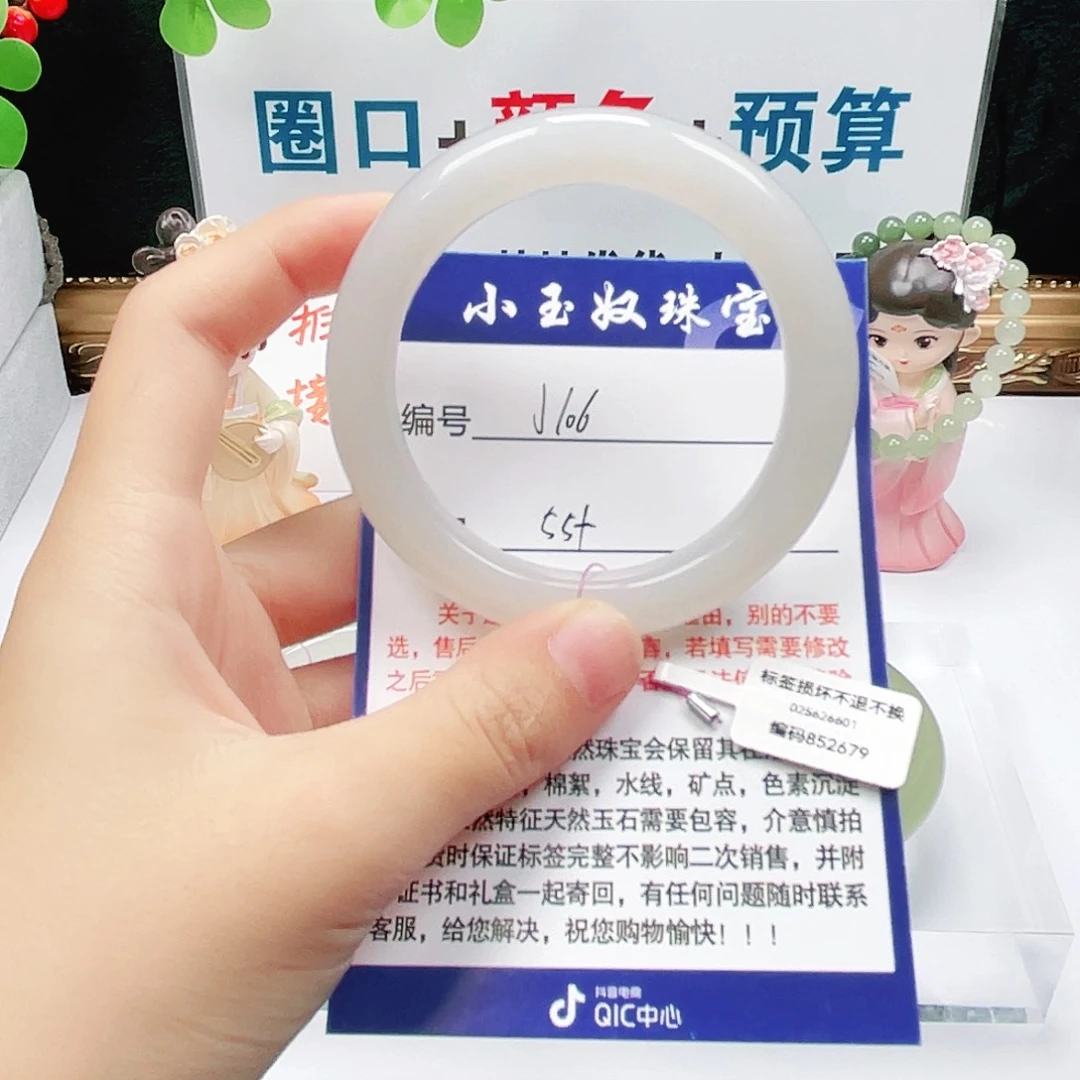 圈口+颜色+预算
小玉奴珠宝
编号 J106
55+
别的不要
选，售后 若填写需要修改
之后
标签损坏不退不换
025626601
编码852679
然珠宝会保留其在
，棉絮，水线，矿点，色素沉淀
然特征天然玉石需要包容，介意慎拍
货时保证标签完整不影响二次销售，并附
证书和礼盒一起寄回，有任何问题随时联系
客服，给您解决，祝您购物愉快！！！
抖音电商
QIC中心